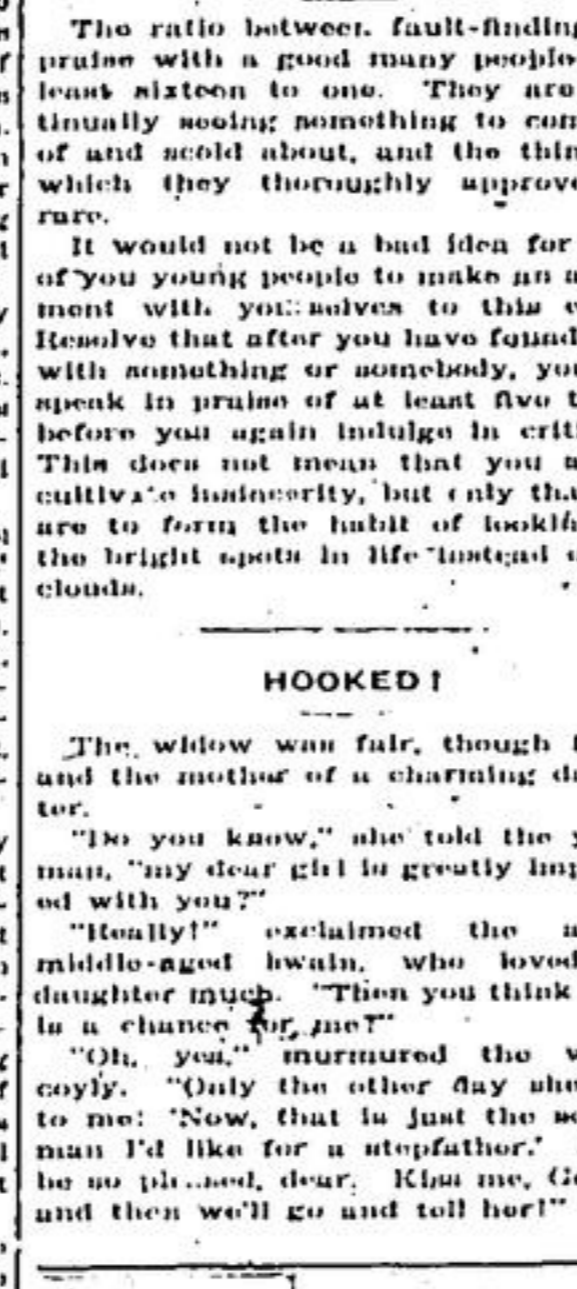 The ratio between fault-finding
praise with a good many people
least sixteen to one. They are
tinually seeing something to com
of and scold about, and the thin
which they thoroughly approve
rare.
It would not be a bad idea for
of you young people to make an a
ment with yourselves to this e
Resolve that after you have found
with something or somebody, you
speak in praise of at least five t
before you again indulge in criti
This does not mean that you a
cultivate insincerity, but only tha
are to form the habit of lookin
the bright spots in life instead o
clouds.
HOOKED!
The widow was fair, though f
and the mother of a charming da
ter.
"Do you know," she told the y
man, "my dear girl is greatly imp
ed with you?"
"Really!" exclaimed the a
middle-aged swain, who loved
daughter much. "Then you think
is a chance for me?"
"Oh, yes," murmured the w
coyly. "Only the other day she
to me: 'Now, that is just the so
man I'd like for a stepfather.'
be so pleased, dear. Kiss me, Ge
and then we'll go and tell her!"